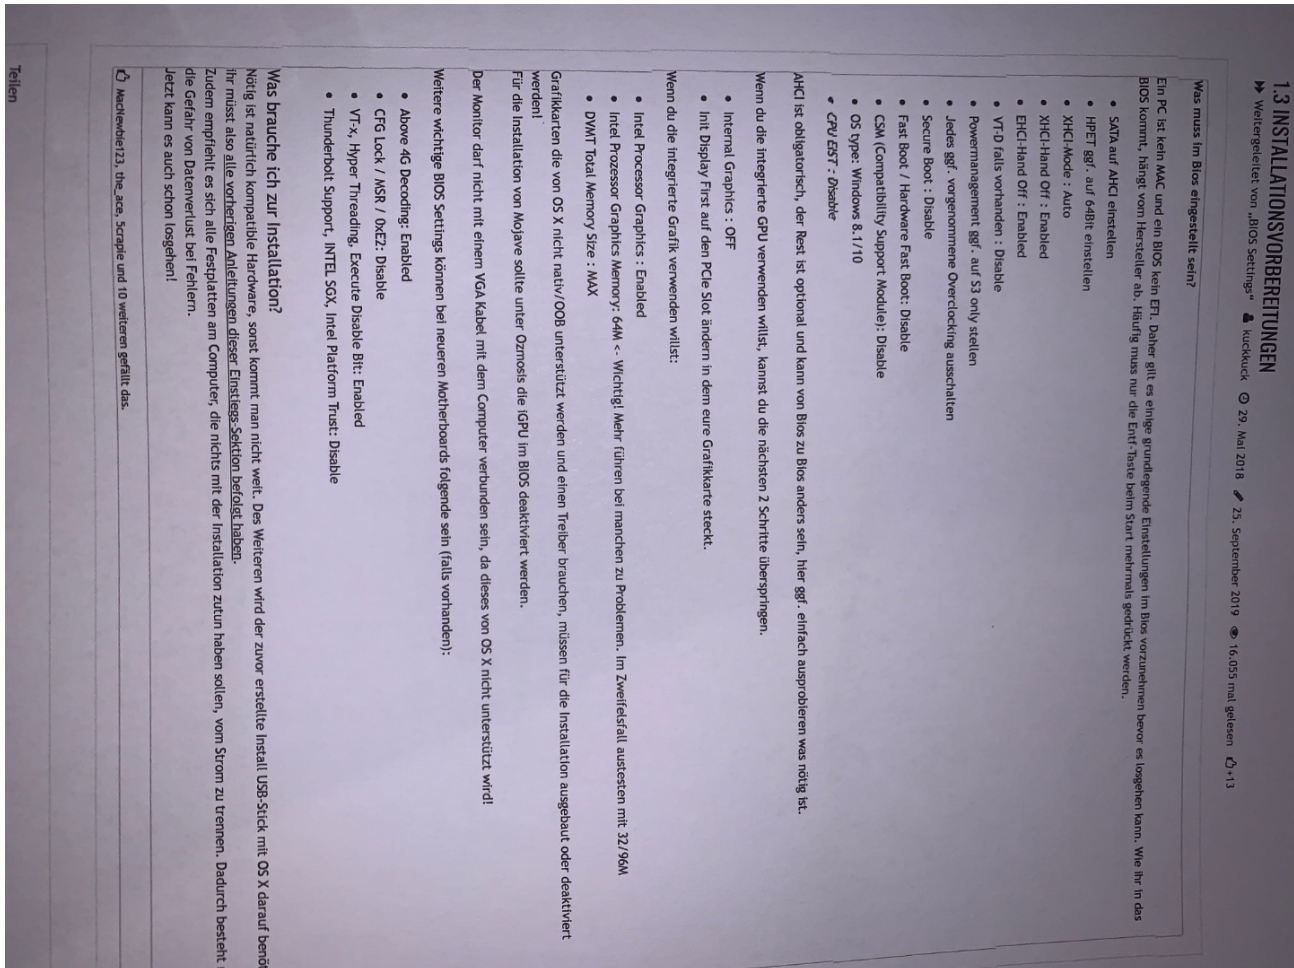 1.3 INSTALLATIONSVORBEREITUNGEN
Weitergeleitet von „BIOS Settings“ kuckkuck 29. Mai 2018 25. September 2019 16.055 mal gelesen +13
Was muss im Bios eingestellt sein?
Ein PC ist kein MAC und ein BIOS kein EFI. Daher gilt es einige grundlegende Einstellungen im Bios vorzunehmen bevor es losgehen kann. Wie ihr in das
BIOS kommt, hängt vom Hersteller ab. Häufig muss nur die Entf-Taste beim Start mehrmals gedrückt werden.
• SATA auf AHCI einstellen
• HPET ggf. auf 64Bit einstellen
• XHCI-Mode : Auto
• XHCI-Hand Off : Enabled
• EHCI-Hand Off : Enabled
• VT-D falls vorhanden : Disable
• Powermanagement ggf. auf S3 only stellen
• Jedes ggf. vorgenommene Overclocking ausschalten
• Secure Boot : Disable
• Fast Boot / Hardware Fast Boot: Disable
• CSM (Compatibility Support Module): Disable
• OS type: Windows 8.1/10
• CPU EIST : Disable
AHCI ist obligatorisch, der Rest ist optional und kann von Bios zu Bios anders sein, hier ggf. einfach ausprobieren was nötig ist.
Wenn du die integrierte GPU verwenden willst, kannst du die nächsten 2 Schritte überspringen.
• Internal Graphics : OFF
• Init Display First auf den PCIe Slot ändern in dem eure Grafikkarte steckt.
Wenn du die integrierte Grafik verwenden willst:
• Intel Processor Graphics : Enabled
• Intel Prozessor Graphics Memory: 64M <- Wichtig! Mehr führen bei manchen zu Problemen. Im Zweifelsfall austesten mit 32/96M
• DVMT Total Memory Size : MAX
Grafikkarten die von OS X nicht nativ/OOB unterstützt werden und einen Treiber brauchen, müssen für die Installation ausgebaut oder deaktiviert
werden!
Für die Installation von Mojave sollte unter Ozmosis die iGPU im BIOS deaktiviert werden.
Der Monitor darf nicht mit einem VGA Kabel mit dem Computer verbunden sein, da dieses von OS X nicht unterstützt wird!
Weitere wichtige BIOS Settings können bei neueren Motherboards folgende sein (falls vorhanden):
• Above 4G Decoding: Enabled
• CFG Lock / MSR / 0xE2: Disable
• VT-x, Hyper Threading, Execute Disable Bit: Enabled
• Thunderbolt Support, INTEL SGX, Intel Platform Trust: Disable
Was brauche ich zur Installation?
Nötig ist natürlich kompatible Hardware, sonst kommt man nicht weit. Des Weiteren wird der zuvor erstellte Install USB-Stick mit OS X darauf benöt
ihr müsst also alle vorherigen Anleitungen dieser Einstiegs-Sektion befolgt haben.
Zudem empfiehlt es sich alle Festplatten am Computer, die nichts mit der Installation zutun haben sollen, vom Strom zu trennen. Dadurch besteht
die Gefahr von Datenverlust bei Fehlern.
Jetzt kann es auch schon losgehen!
MacNewbie123, the_ace, 5crapie und 10 weiteren gefällt das.
Teilen